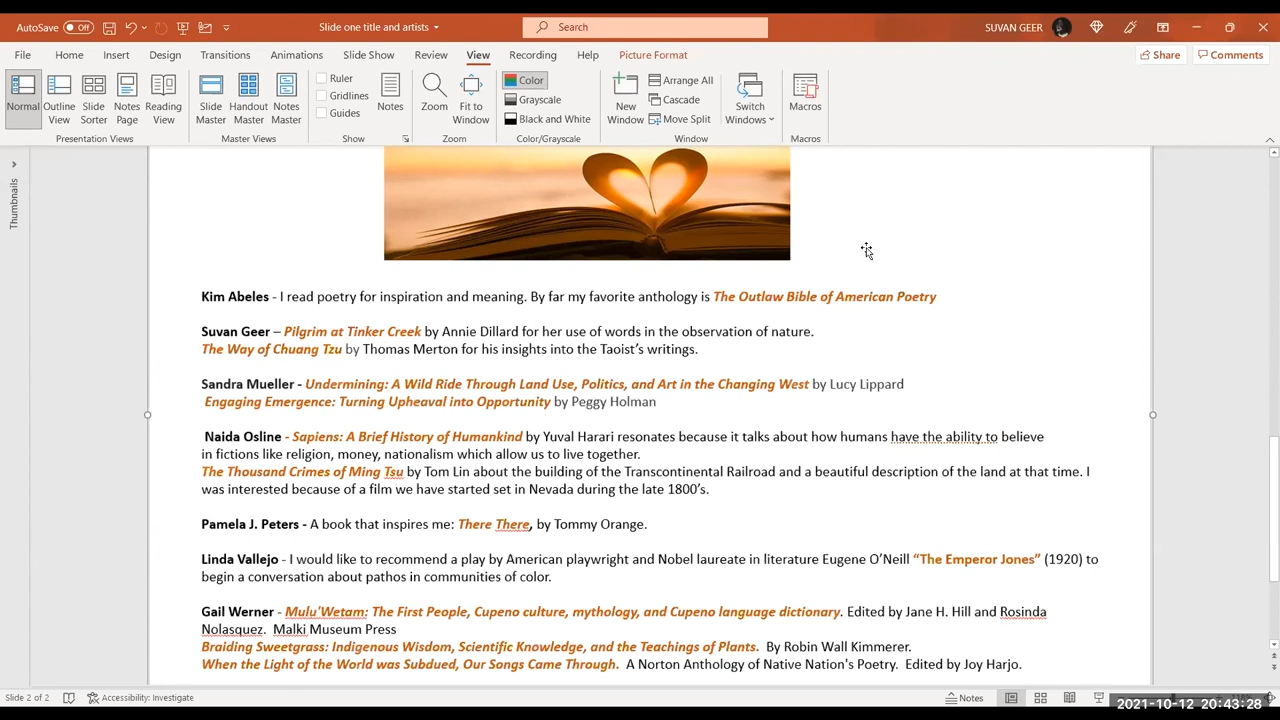 AutoSave Off Slide one title and artists Search SUVAN GEER
File Home Insert Design Transitions Animations Slide Show Review View Recording Help Picture Format Share Comments
Normal Outline View Slide Sorter Notes Page Reading View Slide Master Handout Master Notes Master Ruler Gridlines Guides Notes Zoom Fit to Window Color Grayscale Black and White New Window Arrange All Cascade Move Split Switch Windows Macros
Presentation Views Master Views Show Zoom Color/Grayscale Window Macros
Thumbnails
Kim Abeles - I read poetry for inspiration and meaning. By far my favorite anthology is The Outlaw Bible of American Poetry
Suvan Geer – Pilgrim at Tinker Creek by Annie Dillard for her use of words in the observation of nature.
The Way of Chuang Tzu by Thomas Merton for his insights into the Taoist's writings.
Sandra Mueller - Undermining: A Wild Ride Through Land Use, Politics, and Art in the Changing West by Lucy Lippard
Engaging Emergence: Turning Upheaval into Opportunity by Peggy Holman
Naida Osline - Sapiens: A Brief History of Humankind by Yuval Harari resonates because it talks about how humans have the ability to believe
in fictions like religion, money, nationalism which allow us to live together.
The Thousand Crimes of Ming Tsu by Tom Lin about the building of the Transcontinental Railroad and a beautiful description of the land at that time. I
was interested because of a film we have started set in Nevada during the late 1800's.
Pamela J. Peters - A book that inspires me: There There, by Tommy Orange.
Linda Vallejo - I would like to recommend a play by American playwright and Nobel laureate in literature Eugene O'Neill “The Emperor Jones” (1920) to
begin a conversation about pathos in communities of color.
Gail Werner - Mulu'Wetam: The First People, Cupeno culture, mythology, and Cupeno language dictionary. Edited by Jane H. Hill and Rosinda
Nolasquez. Malki Museum Press
Braiding Sweetgrass: Indigenous Wisdom, Scientific Knowledge, and the Teachings of Plants. By Robin Wall Kimmerer.
When the Light of the World was Subdued, Our Songs Came Through. A Norton Anthology of Native Nation's Poetry. Edited by Joy Harjo.
Slide 2 of 2 Accessibility: Investigate Notes
2021-10-12 20:43:28